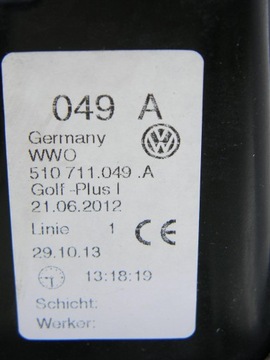 049 A
Germany
WWO
510 711.049 .A
Golf -Plus I
21.06.2012
Linie 1 CE
29.10.13
13:18:19
Schicht:
Werker: